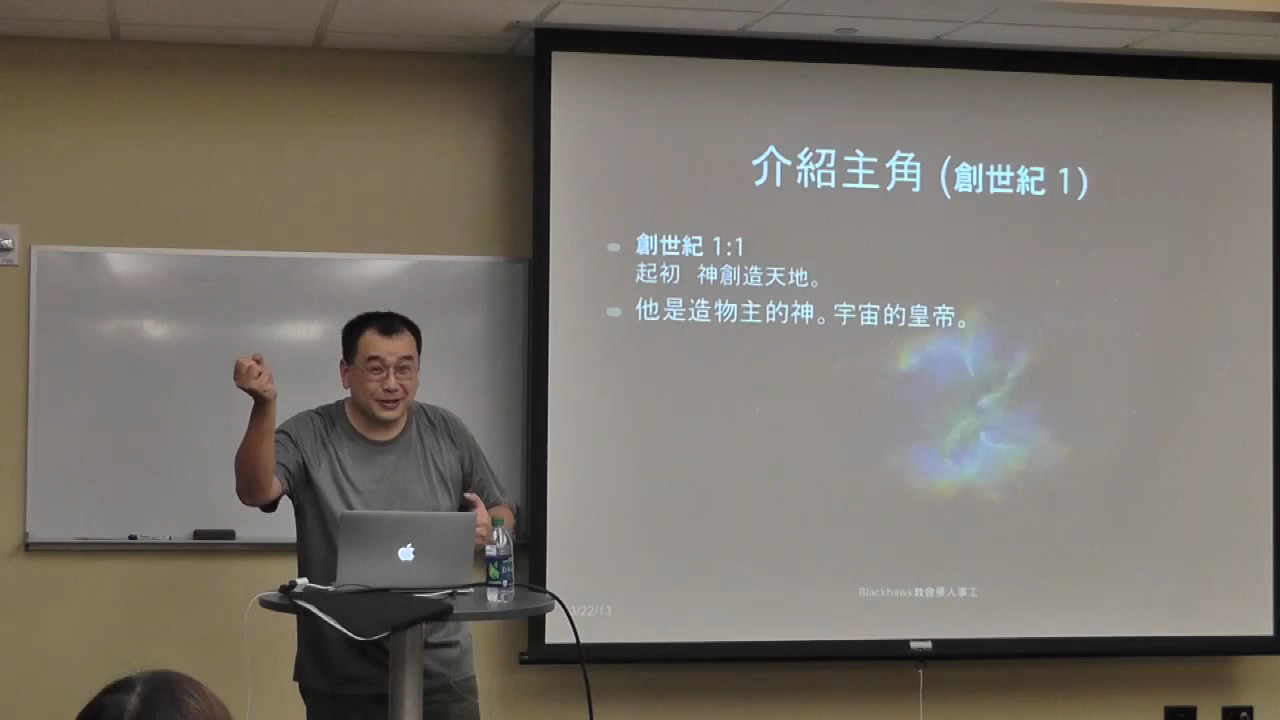 介紹主角 (創世紀 1)
創世紀 1:1
起初 神創造天地。
他是造物主的神。宇宙的皇帝。
Blackhawk教會華人事工
/22/13